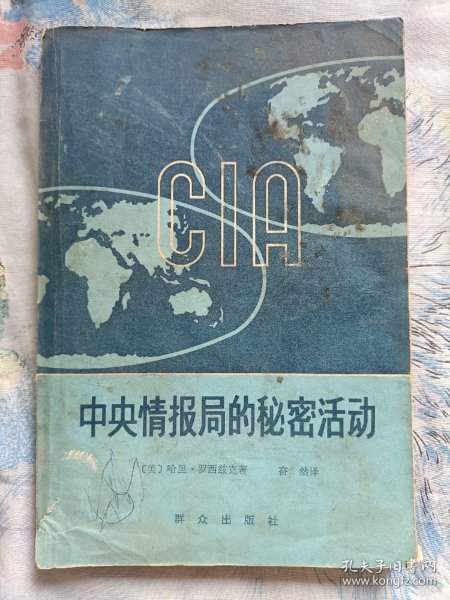 CIA
中央情报局的秘密活动
〔美〕哈里·罗西兹克著 奋 然译
群众出版社
孔夫子旧书网
www.kongfz.com